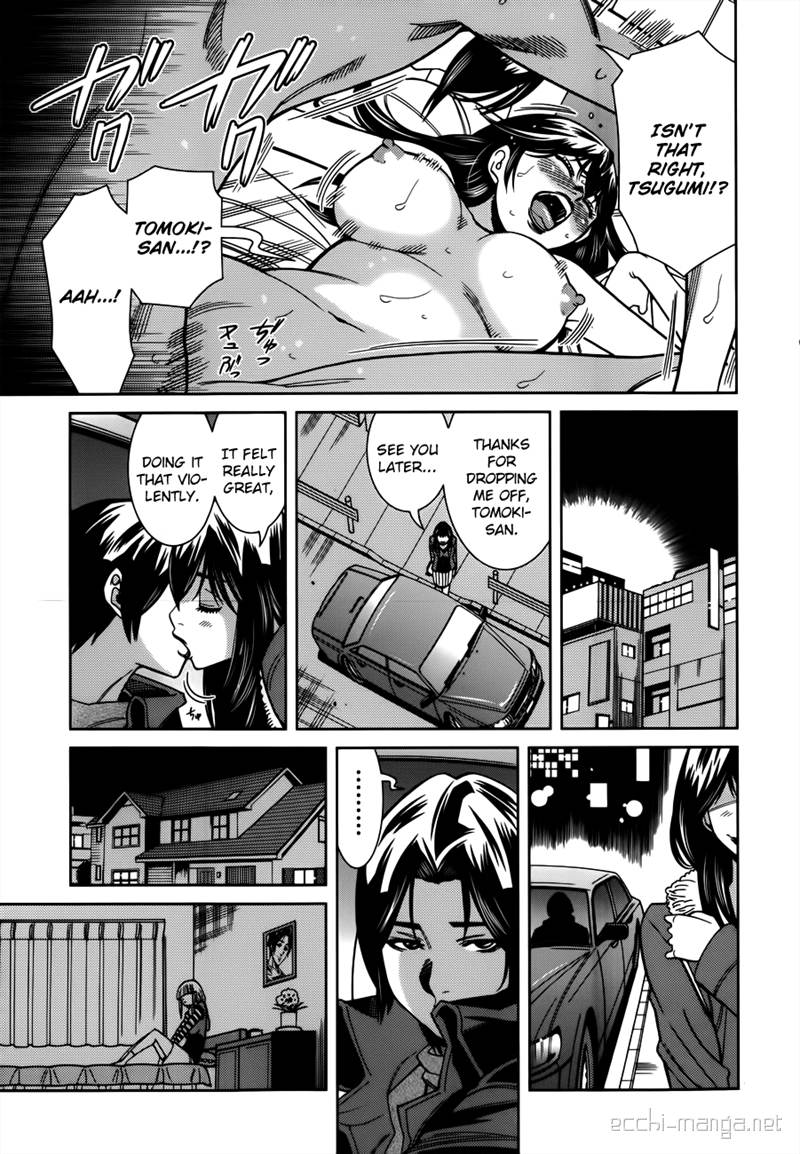 ISN'T
THAT
RIGHT,
TSUGUMI!?
TOMOKI-
SAN...!?
AAH...!
THANKS
FOR
DROPPING
ME OFF,
TOMOKI-
SAN.
SEE YOU
LATER...
IT FELT
REALLY
GREAT,
DOING IT
THAT VIO-
LENTLY.
.........
ecchi-manga.net